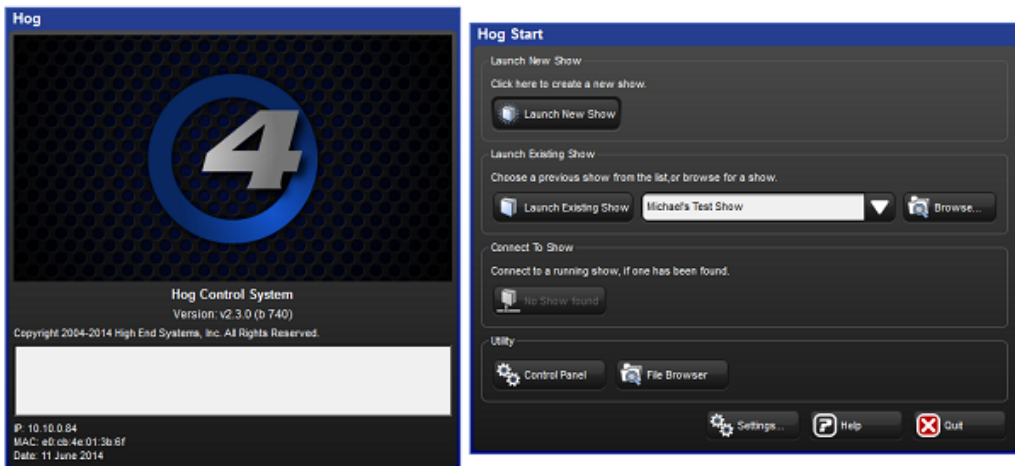 Hog
4
Hog Control System
Version: v2.3.0 (b 740)
Copyright 2004-2014 High End Systems, Inc. All Rights Reserved.
IP: 10.10.0.84
MAC: e0:cb:4e:01:3b:6f
Date: 11 June 2014
Hog Start
Launch New Show
Click here to create a new show.
Launch New Show
Launch Existing Show
Choose a previous show from the list,or browse for a show.
Launch Existing Show
Michael's Test Show
Browse...
Connect To Show
Connect to a running show, if one has been found.
No Show found
Utility
Control Panel
File Browser
Settings...
Help
Quit